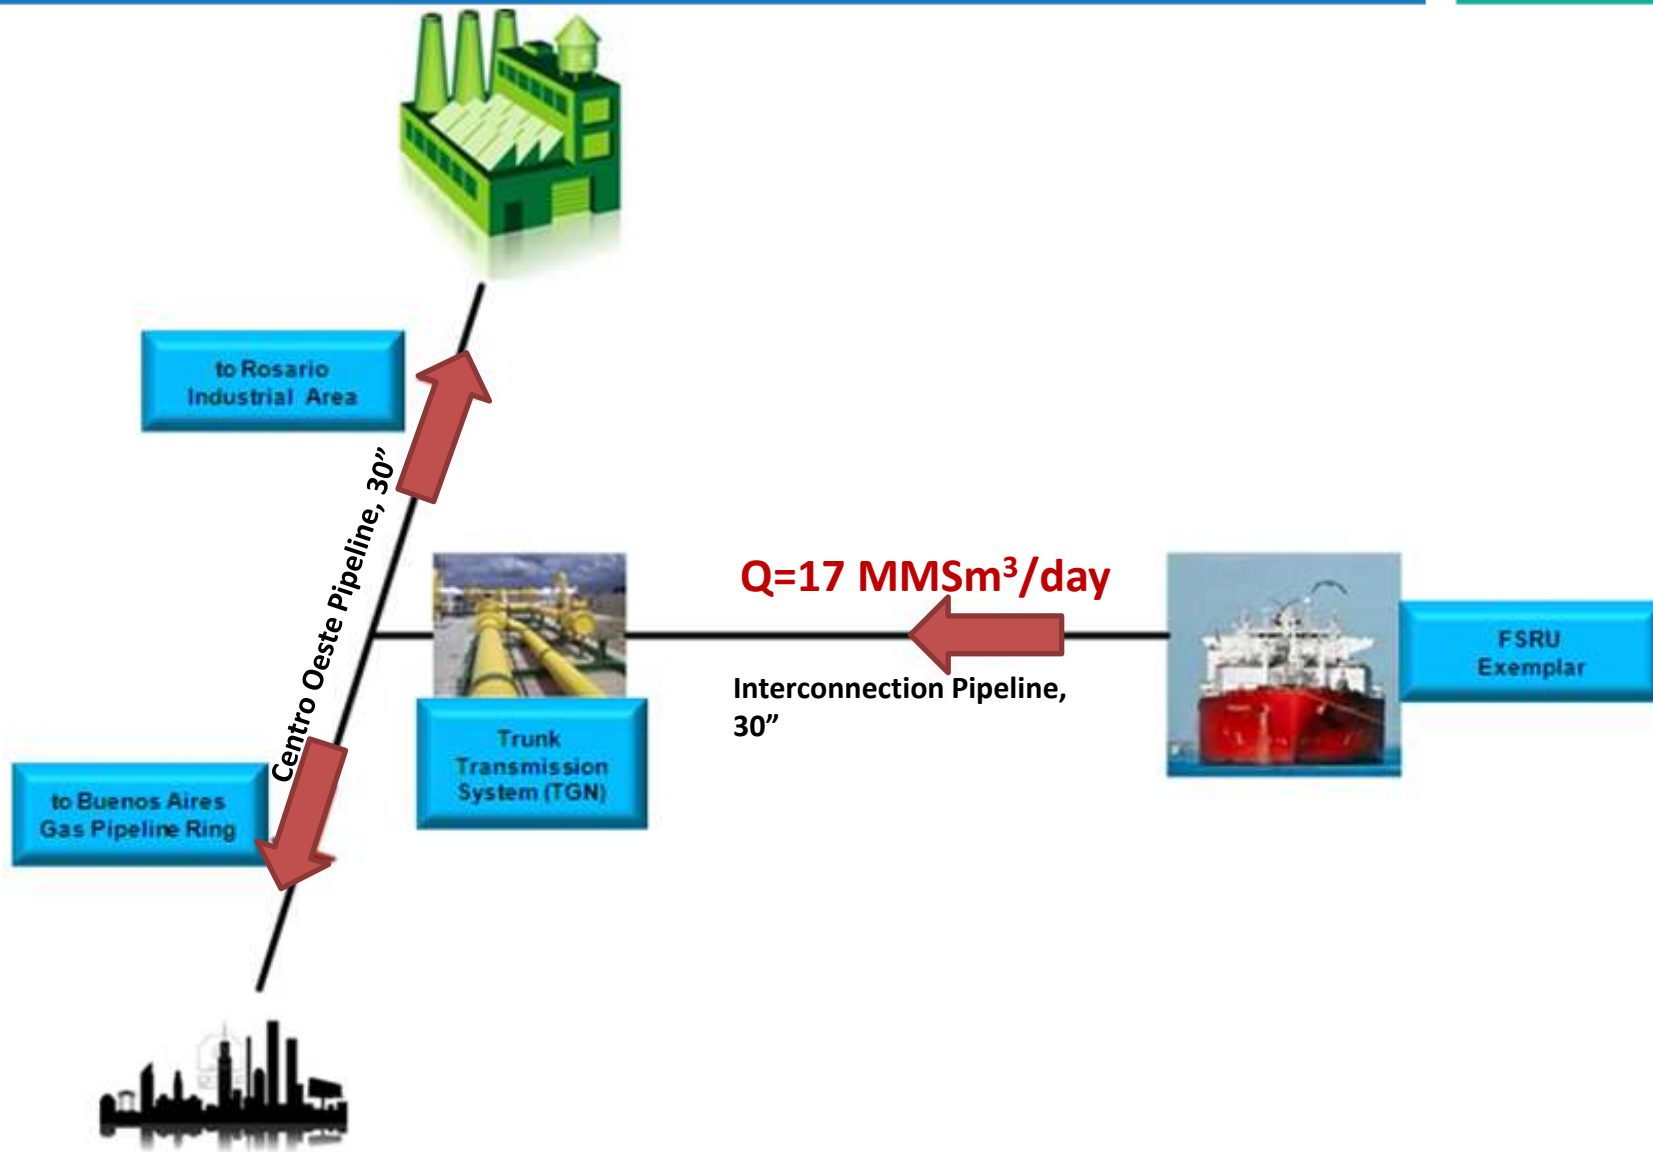 to Rosario
Industrial Area
Centro Oeste Pipeline, 30”
Q=17 MMSm³/day
Interconnection Pipeline,
30”
FSRU
Exemplar
Trunk
Transmission
System (TGN)
to Buenos Aires
Gas Pipeline Ring